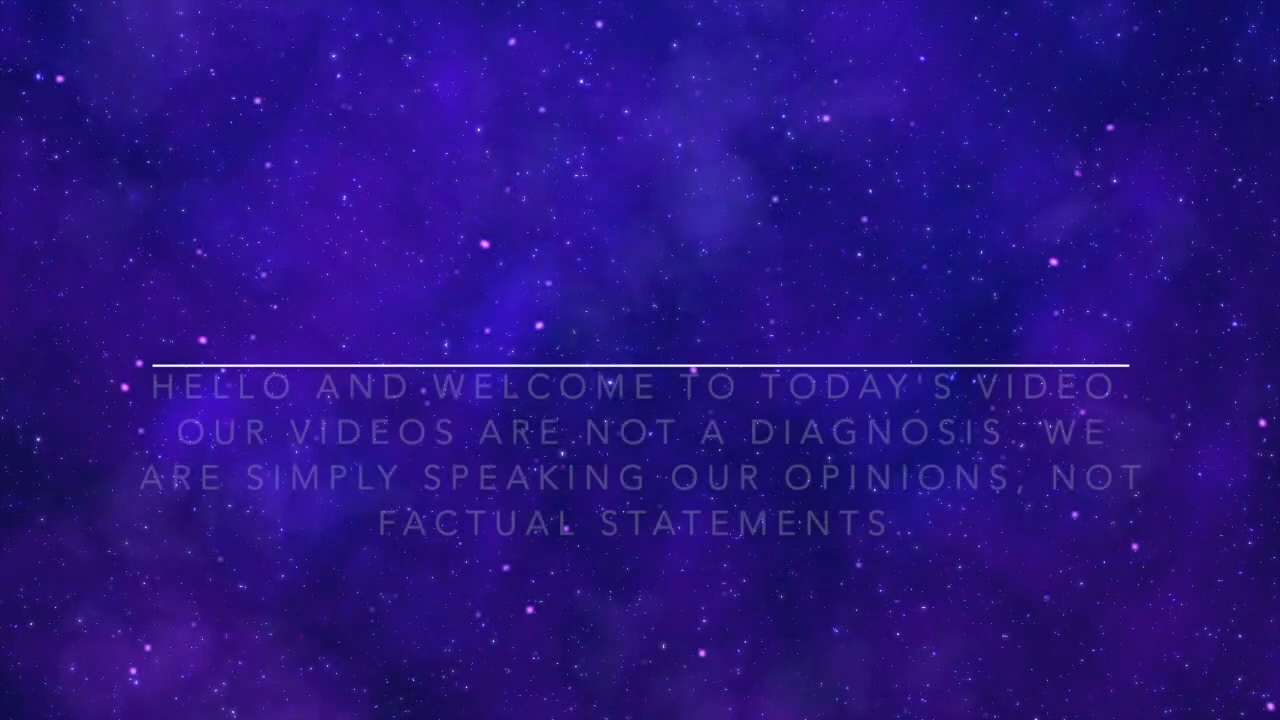 HELLO AND WELCOME TO TODAY'S VIDEO.
OUR VIDEOS ARE NOT A DIAGNOSIS. WE
ARE SIMPLY SPEAKING OUR OPINIONS, NOT
FACTUAL STATEMENTS.